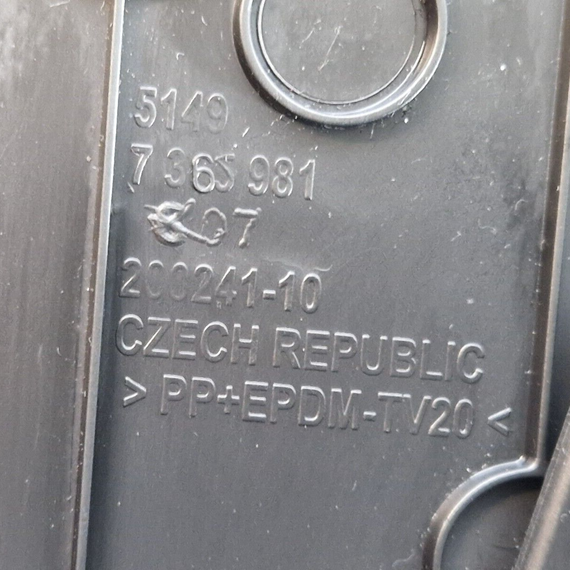 5149
7 365 981
07
200241-10
CZECH REPUBLIC
> PP+EPDM-TV20 <